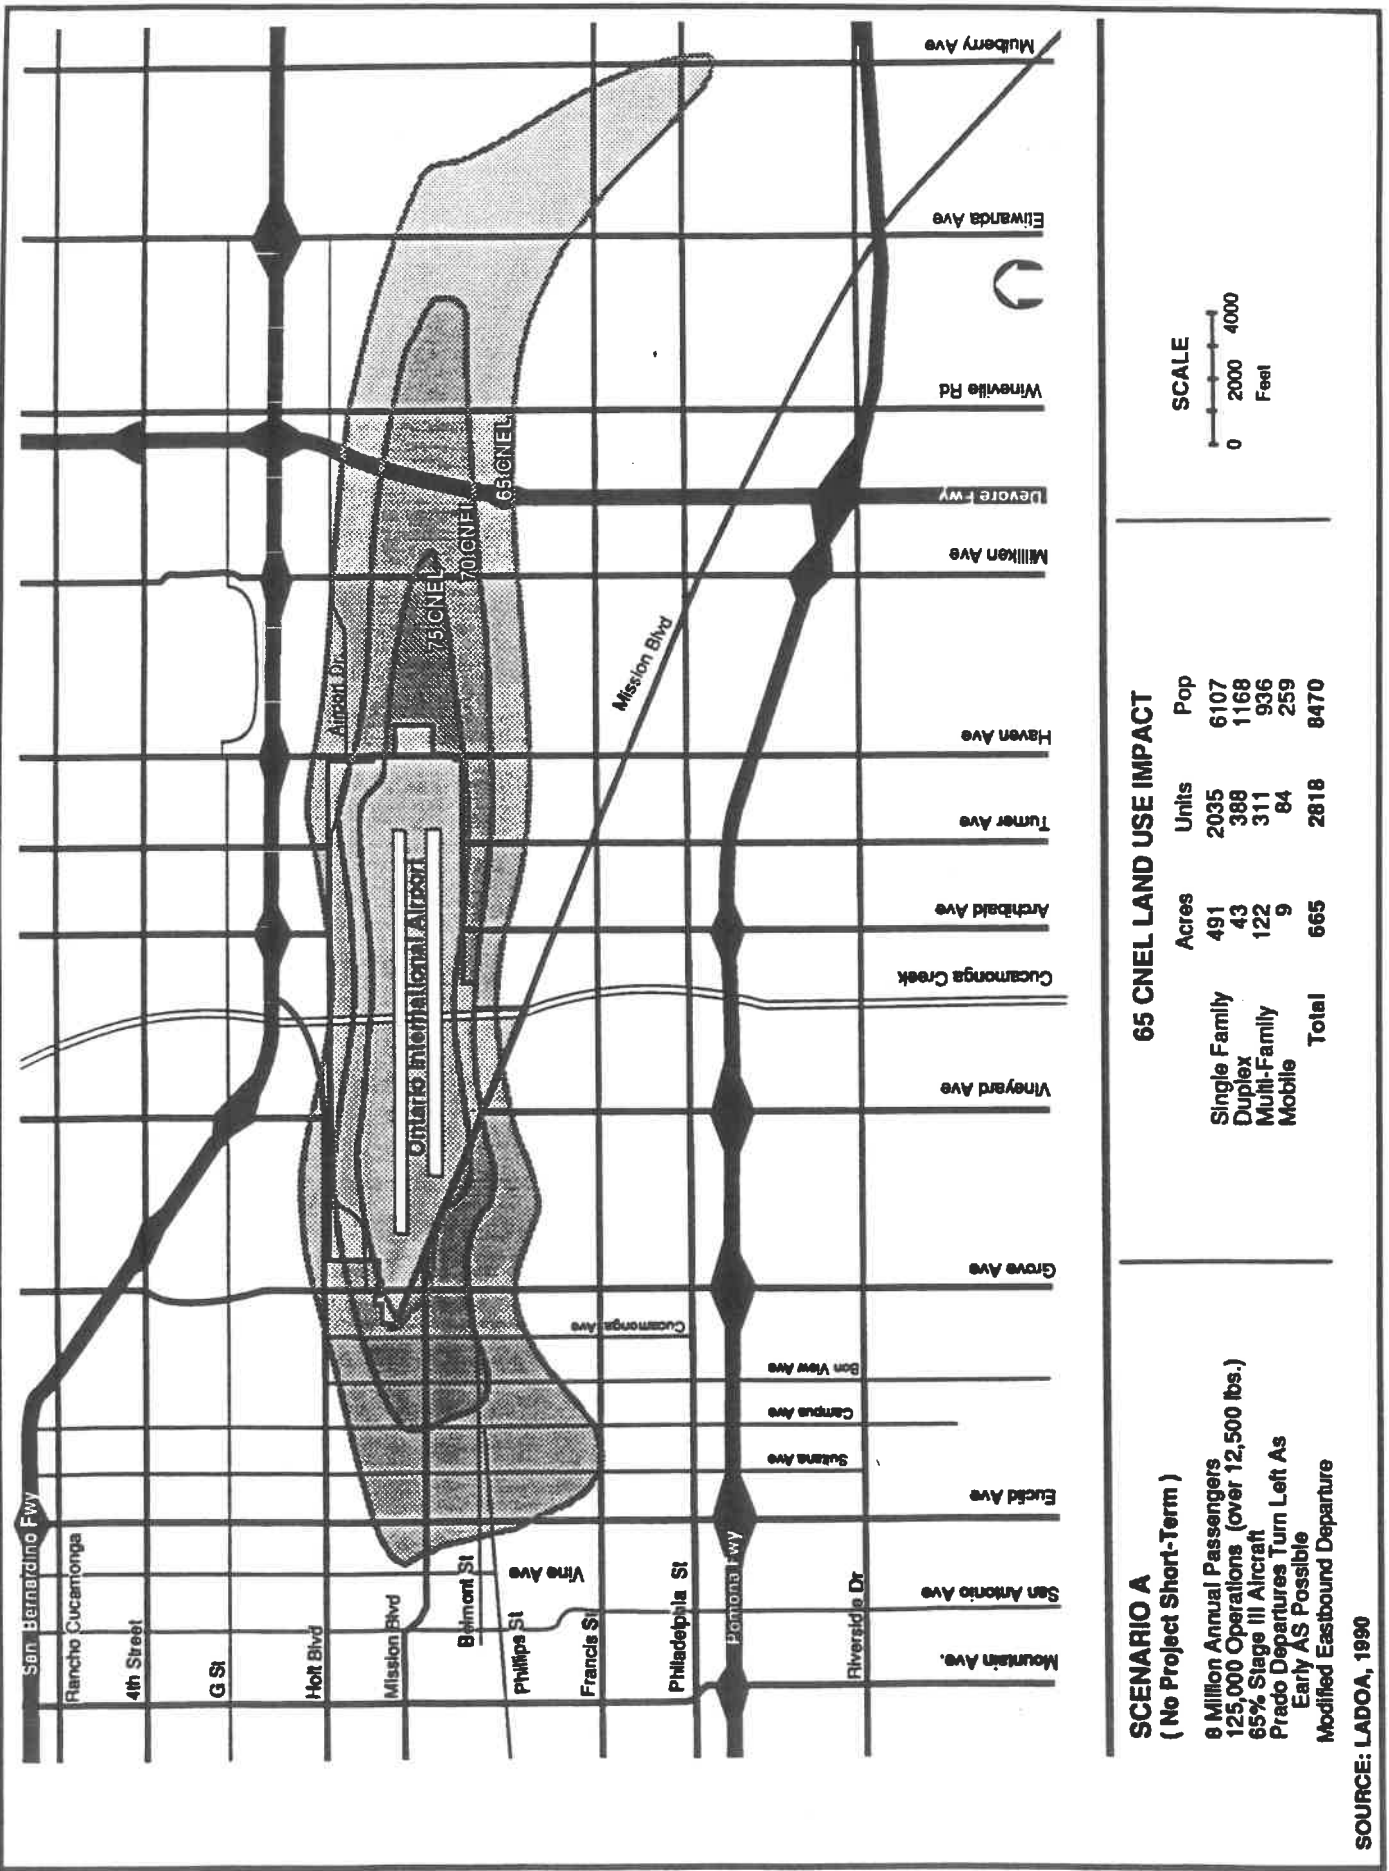 San Bernardino Fwy
Rancho Cucamonga
4th Street
G St
Holt Blvd
Mission Blvd
Belmont St
Phillips St
Francis St
Philadelphia St
Pomona Fwy
Riverside Dr
Mountain Ave.
San Antonio Ave
Vine Ave
Euclid Ave
Sultana Ave
Campus Ave
Bon View Ave
Cucamonga Ave
Grove Ave
Vineyard Ave
Cucamonga Creek
Archibald Ave
Turner Ave
Haven Ave
Milliken Ave
Devore Fwy
Wineville Rd
Etiwanda Ave
Mulberry Ave
Ontario International Airport
Airport Dr
Mission Blvd
75 CNEL
70 CNEL
65 CNEL
SCENARIO A
( No Project Short-Term )
8 Million Annual Passengers
125,000 Operations (over 12,500 lbs.)
65% Stage III Aircraft
Prado Departures Turn Left As
Early AS Possible
Modified Eastbound Departure
65 CNEL LAND USE IMPACT
Acres Units Pop
Single Family 491 2035 6107
Duplex 43 388 1168
Multi-Family 122 311 936
Mobile 9 84 259
Total 665 2818 8470
SCALE
0 2000 4000
Feet
SOURCE: LADOA, 1990